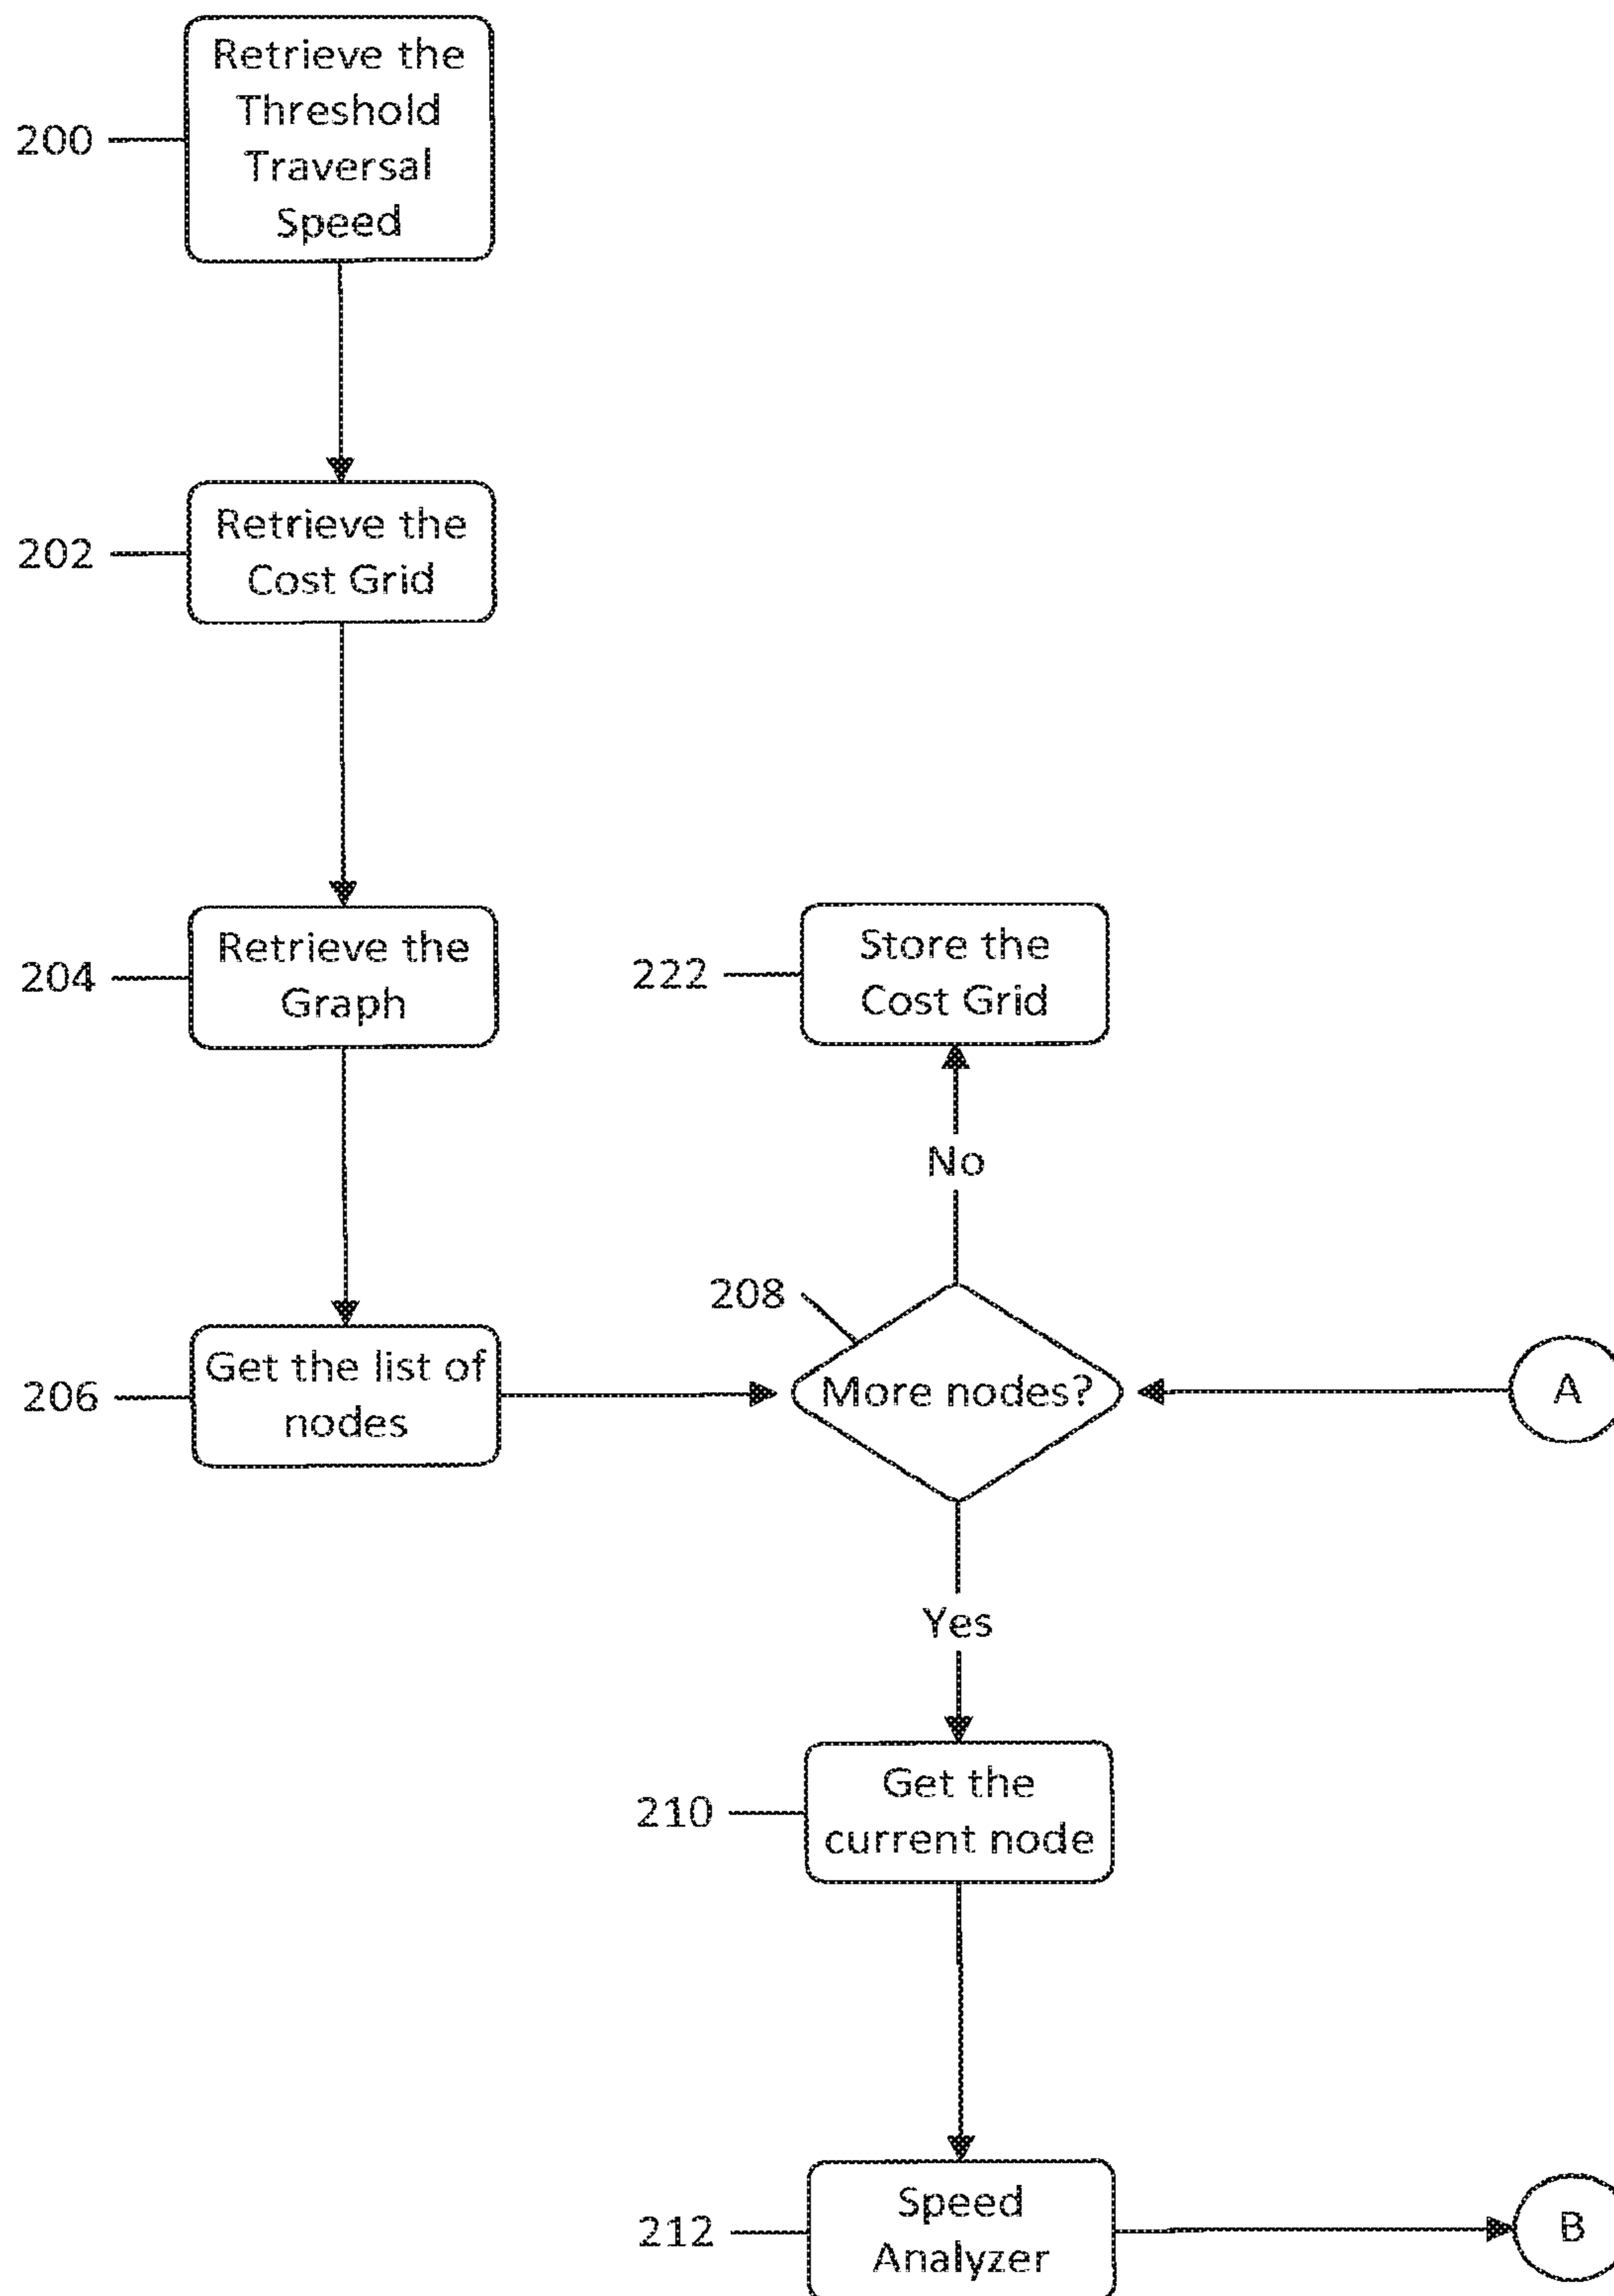 200
Retrieve the
Threshold
Traversal
Speed
202
Retrieve the
Cost Grid
204
Retrieve the
Graph
222
Store the
Cost Grid
No
208
206
Get the list of
nodes
More nodes?
A
Yes
210
Get the
current node
212
Speed
Analyzer
B